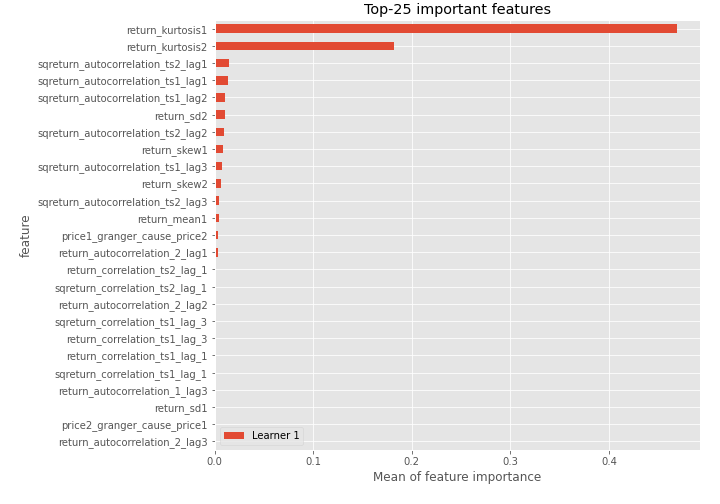 Top-25 important features
return_kurtosis1
return_kurtosis2
sqreturn_autocorrelation_ts2_lag1
sqreturn_autocorrelation_ts1_lag1
sqreturn_autocorrelation_ts1_lag2
return_sd2
sqreturn_autocorrelation_ts2_lag2
return_skew1
sqreturn_autocorrelation_ts1_lag3
return_skew2
sqreturn_autocorrelation_ts2_lag3
return_mean1
price1_granger_cause_price2
return_autocorrelation_2_lag1
return_correlation_ts2_lag_1
sqreturn_correlation_ts2_lag_1
return_autocorrelation_2_lag2
sqreturn_correlation_ts1_lag_3
return_correlation_ts1_lag_3
return_correlation_ts1_lag_1
sqreturn_correlation_ts1_lag_1
return_autocorrelation_1_lag3
return_sd1
price2_granger_cause_price1
return_autocorrelation_2_lag3
feature
Learner 1
0.0 0.1 0.2 0.3 0.4
Mean of feature importance